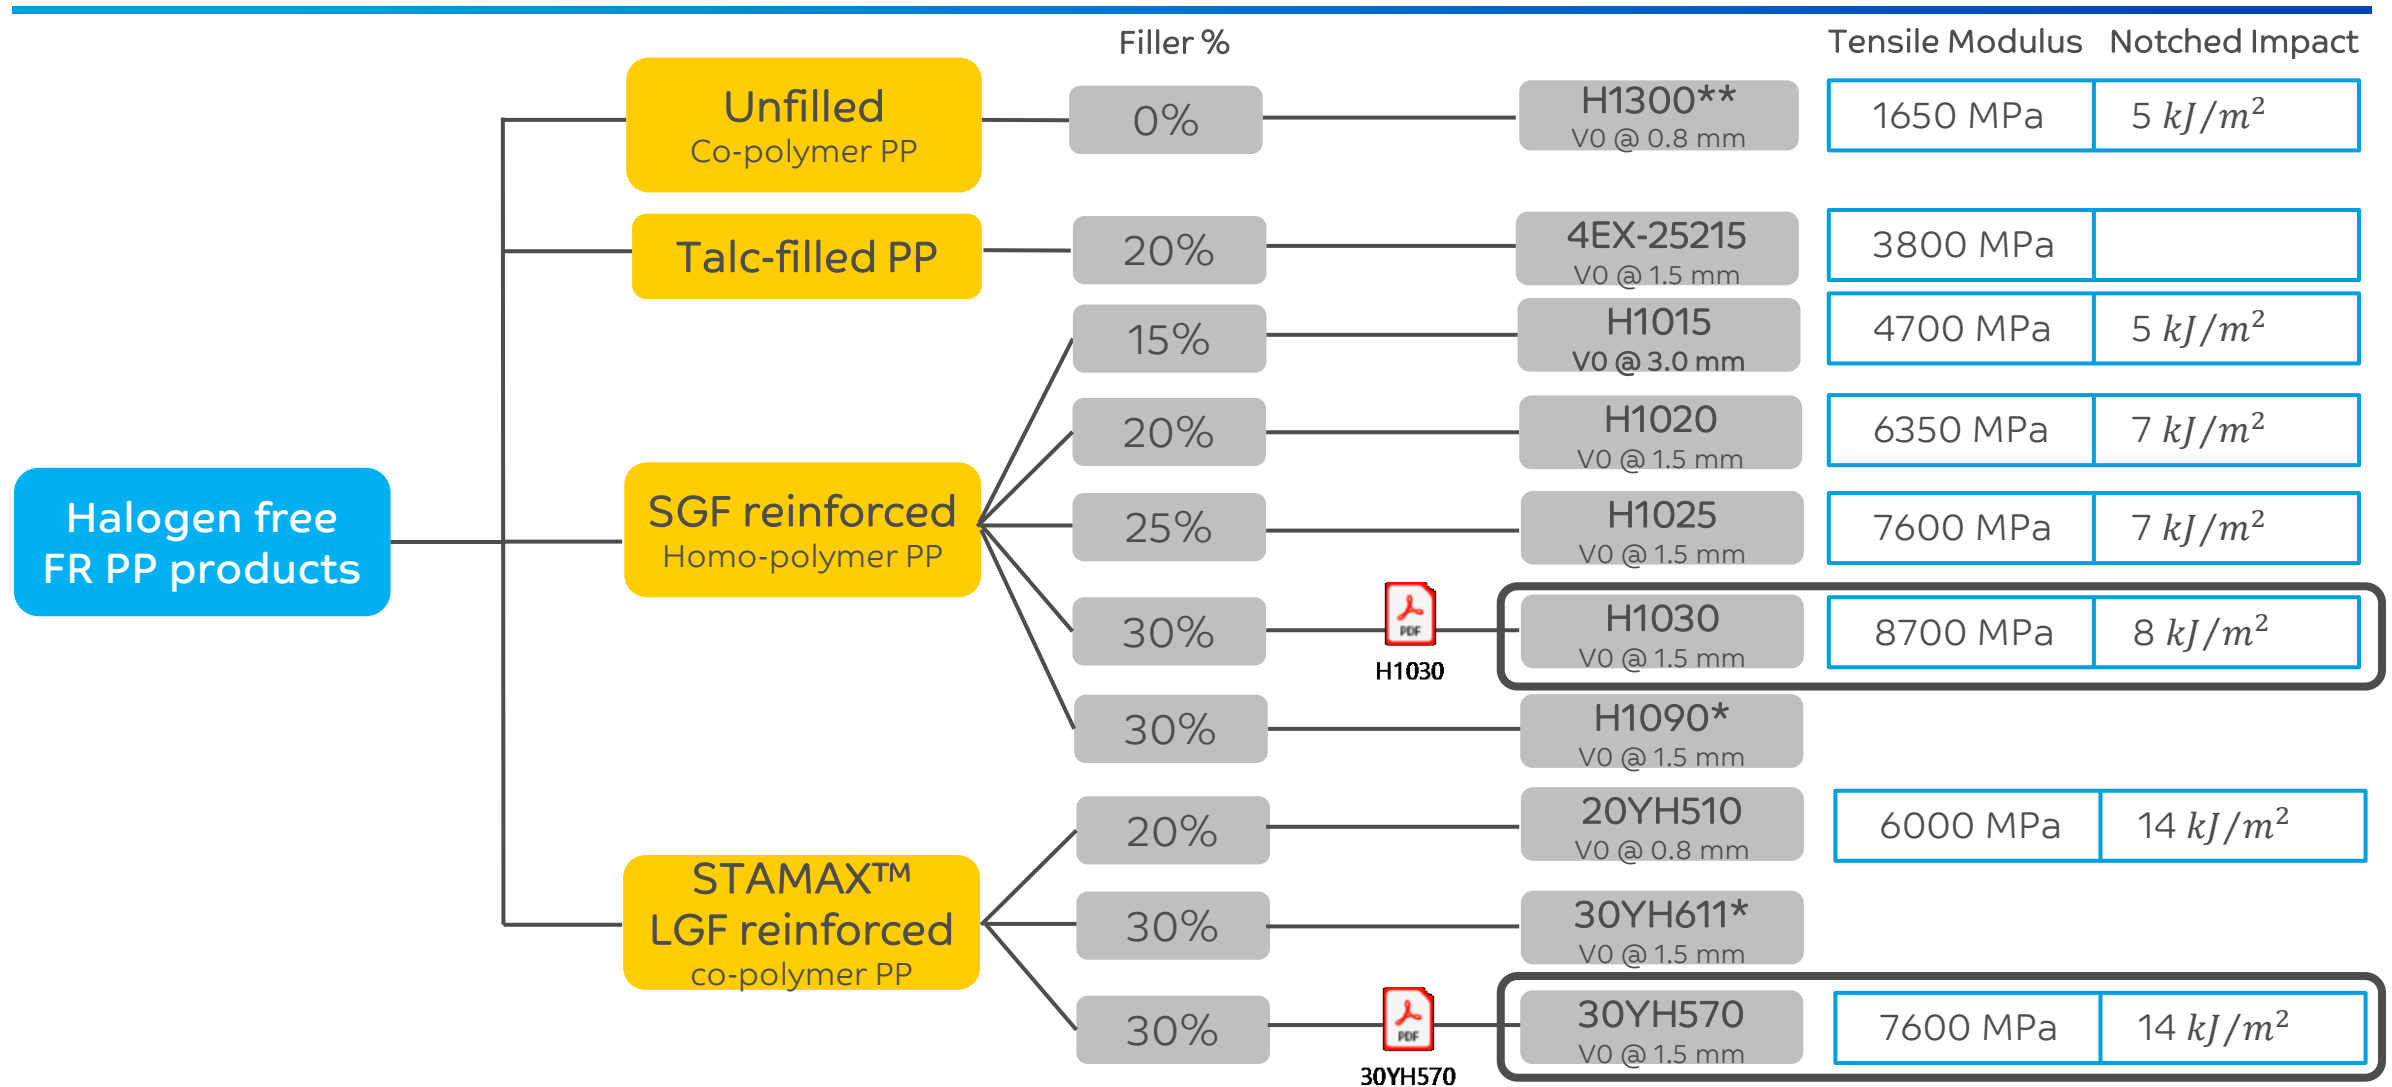 Filler %
Tensile Modulus
Notched Impact
Unfilled
Co-polymer PP
0%
H1300**
V0 @ 0.8 mm
1650 MPa
5 kJ/m²
Talc-filled PP
20%
4EX-25215
V0 @ 1.5 mm
3800 MPa
15%
H1015
V0 @ 3.0 mm
4700 MPa
5 kJ/m²
20%
H1020
V0 @ 1.5 mm
6350 MPa
7 kJ/m²
Halogen free
FR PP products
SGF reinforced
Homo-polymer PP
25%
H1025
V0 @ 1.5 mm
7600 MPa
7 kJ/m²
30%
PDF
H1030
H1030
V0 @ 1.5 mm
8700 MPa
8 kJ/m²
30%
H1090*
V0 @ 1.5 mm
20%
20YH510
V0 @ 0.8 mm
6000 MPa
14 kJ/m²
STAMAX™
LGF reinforced
co-polymer PP
30%
30YH611*
V0 @ 1.5 mm
30%
PDF
30YH570
30YH570
V0 @ 1.5 mm
7600 MPa
14 kJ/m²